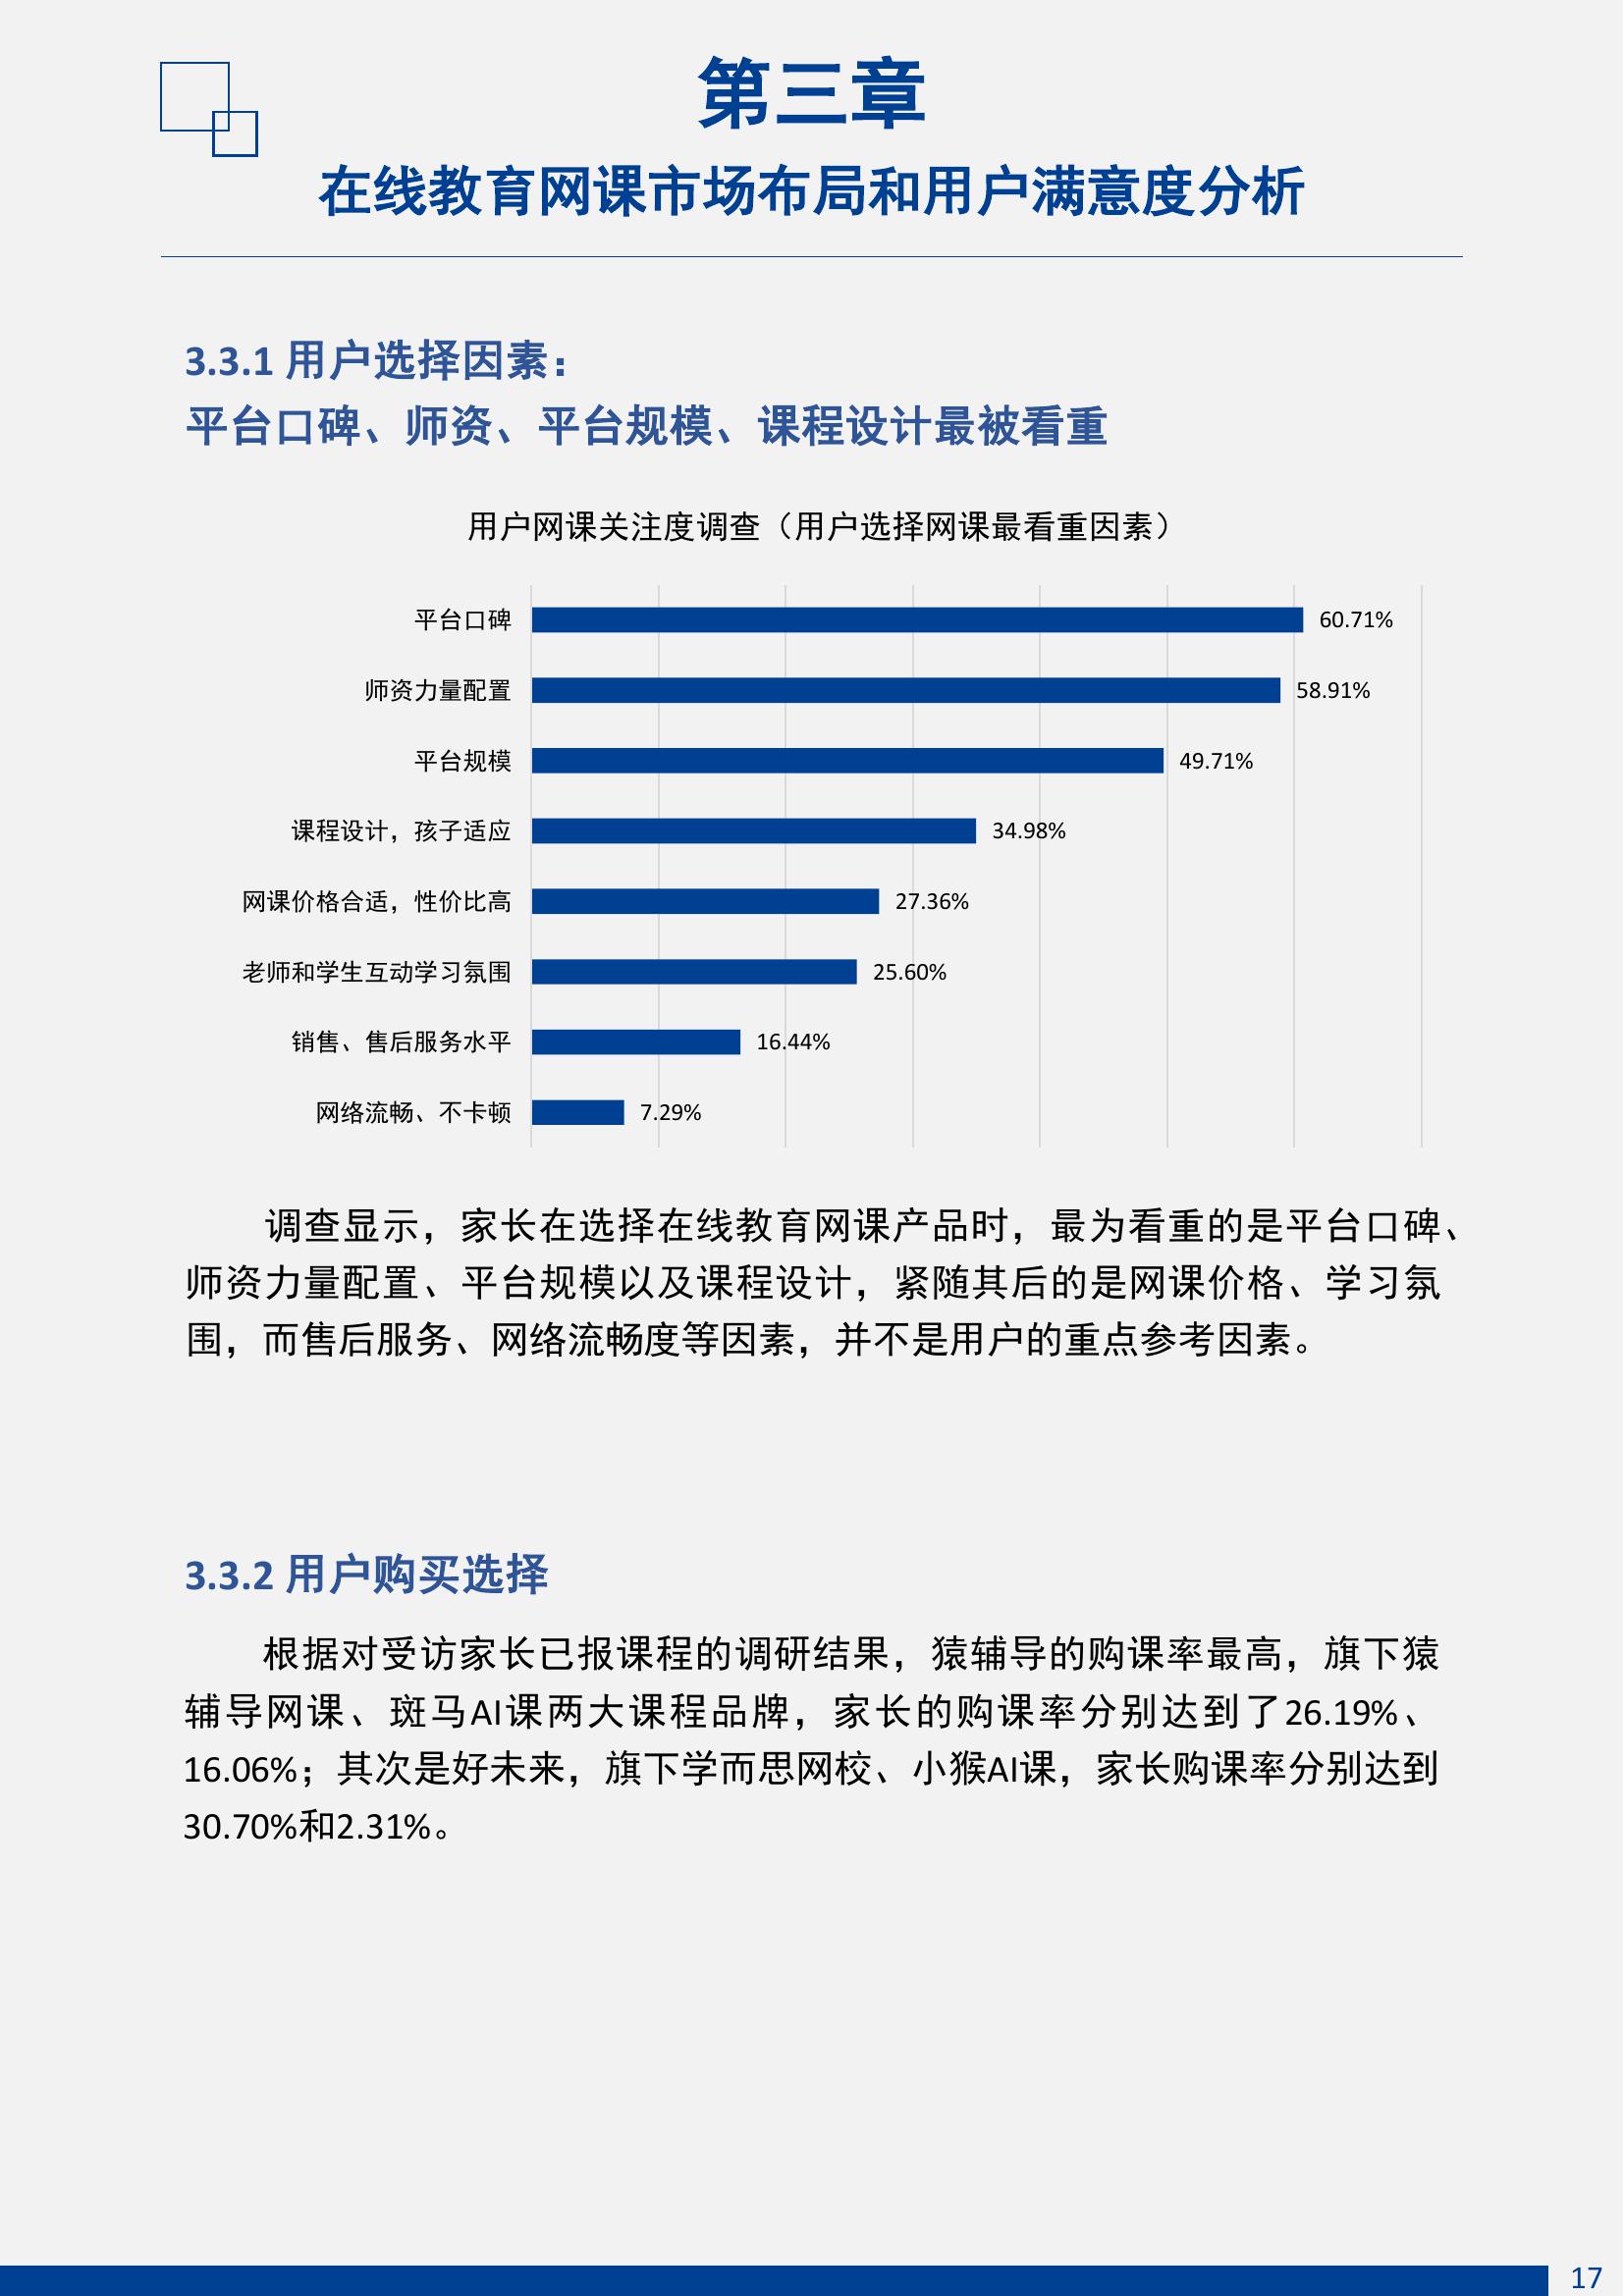 第三章
在线教育网课市场布局和用户满意度分析
3.3.1 用户选择因素：
平台口碑、师资、平台规模、课程设计最被看重
用户网课关注度调查（用户选择网课最看重因素）
平台口碑 60.71%
师资力量配置 58.91%
平台规模 49.71%
课程设计，孩子适应 34.98%
网课价格合适，性价比高 27.36%
老师和学生互动学习氛围 25.60%
销售、售后服务水平 16.44%
网络流畅、不卡顿 7.29%
调查显示，家长在选择在线教育网课产品时，最为看重的是平台口碑、
师资力量配置、平台规模以及课程设计，紧随其后的是网课价格、学习氛
围，而售后服务、网络流畅度等因素，并不是用户的重点参考因素。
3.3.2 用户购买选择
根据对受访家长已报课程的调研结果，猿辅导的购课率最高，旗下猿
辅导网课、斑马AI课两大课程品牌，家长的购课率分别达到了26.19%、
16.06%；其次是好未来，旗下学而思网校、小猴AI课，家长购课率分别达到
30.70%和2.31%。
17